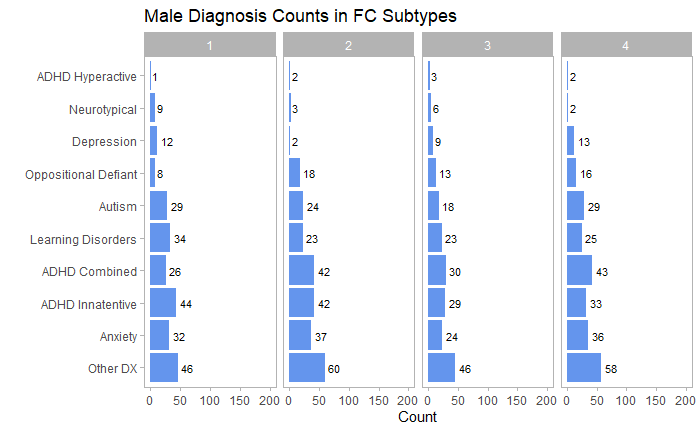 Male Diagnosis Counts in FC Subtypes
1 2 3 4
ADHD Hyperactive 1 2 3 2
Neurotypical 9 3 6 2
Depression 12 2 9 13
Oppositional Defiant 8 18 13 16
Autism 29 24 18 29
Learning Disorders 34 23 23 25
ADHD Combined 26 42 30 43
ADHD Innatentive 44 42 29 33
Anxiety 32 37 24 36
Other DX 46 60 46 58
0 50 100 150 200 0 50 100 150 200 0 50 100 150 200 0 50 100 150 200
Count